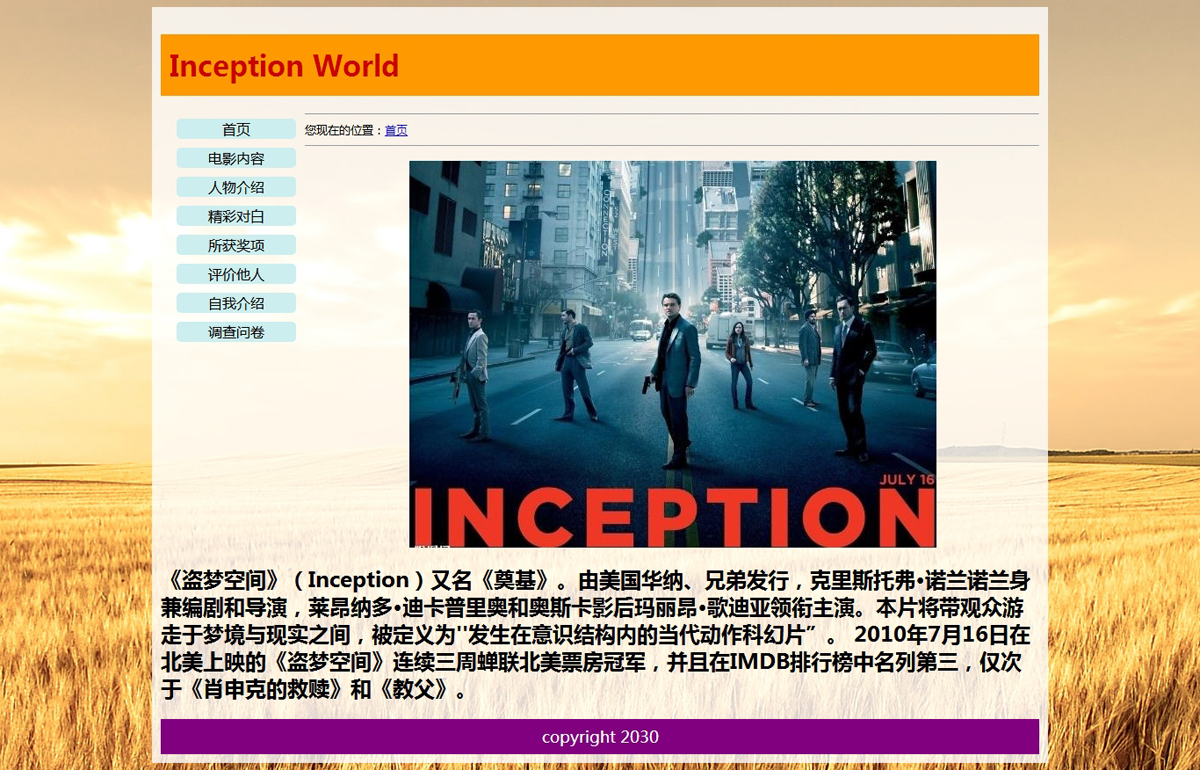 Inception World
首页
电影内容
人物介绍
精彩对白
所获奖项
评价他人
自我介绍
调查问卷
您现在的位置：首页
CONNECTION
JULY 16
INCEPTION
《盗梦空间》（Inception）又名《奠基》。由美国华纳、兄弟发行，克里斯托弗•诺兰诺兰身
兼编剧和导演，莱昂纳多•迪卡普里奥和奥斯卡影后玛丽昂•歌迪亚领衔主演。本片将带观众游
走于梦境与现实之间，被定义为"发生在意识结构内的当代动作科幻片” 。 2010年7月16日在
北美上映的《盗梦空间》连续三周蝉联北美票房冠军，并且在IMDB排行榜中名列第三，仅次
于《肖申克的救赎》和《教父》。
copyright 2030